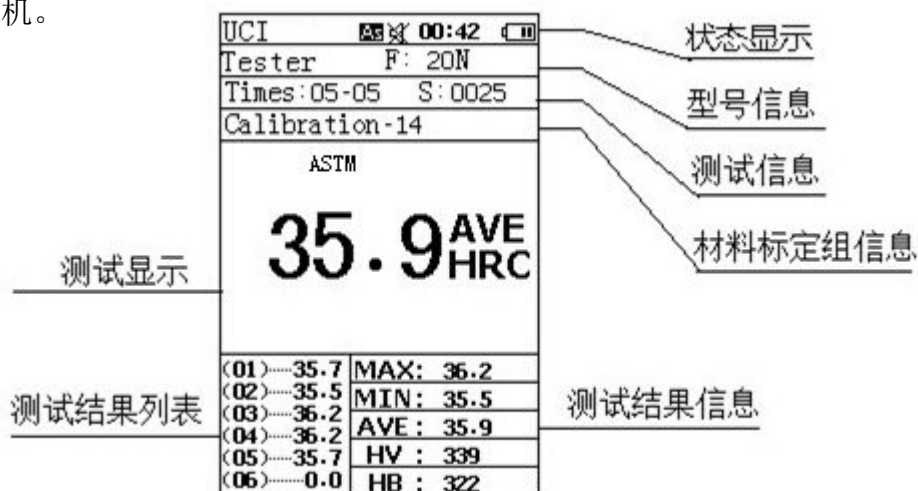 机。
UCI As 00:42
Tester F: 20N
Times:05-05 S:0025
Calibration-14
ASTM
35.9 AVE HRC
(01)·····35.7
(02)·····35.5
(03)·····36.2
(04)·····36.2
(05)·····35.7
(06)······0.0
MAX: 36.2
MIN: 35.5
AVE: 35.9
HV : 339
HB : 322
测试显示
测试结果列表
状态显示
型号信息
测试信息
材料标定组信息
测试结果信息